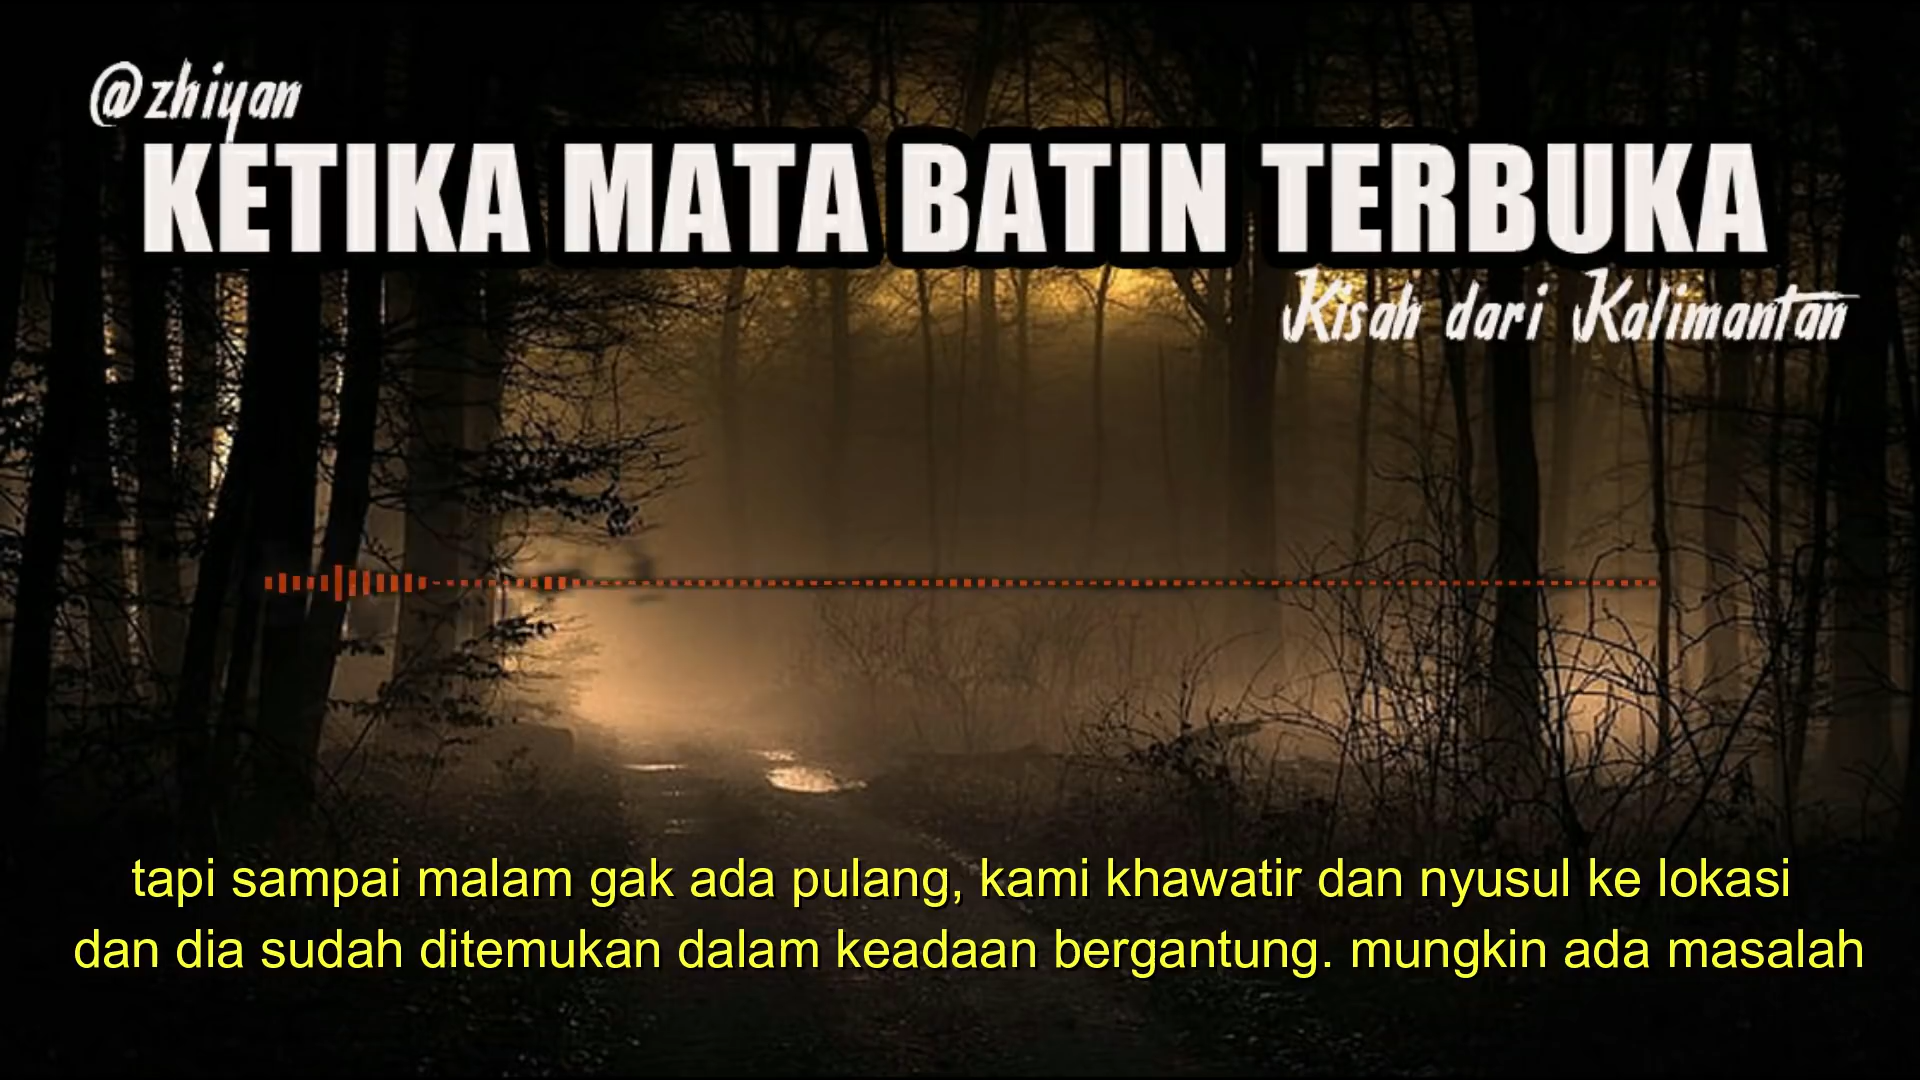 @zhiyan
KETIKA MATA BATIN TERBUKA
Kisah dari Kalimantan
tapi sampai malam gak ada pulang, kami khawatir dan nyusul ke lokasi
dan dia sudah ditemukan dalam keadaan bergantung. mungkin ada masalah